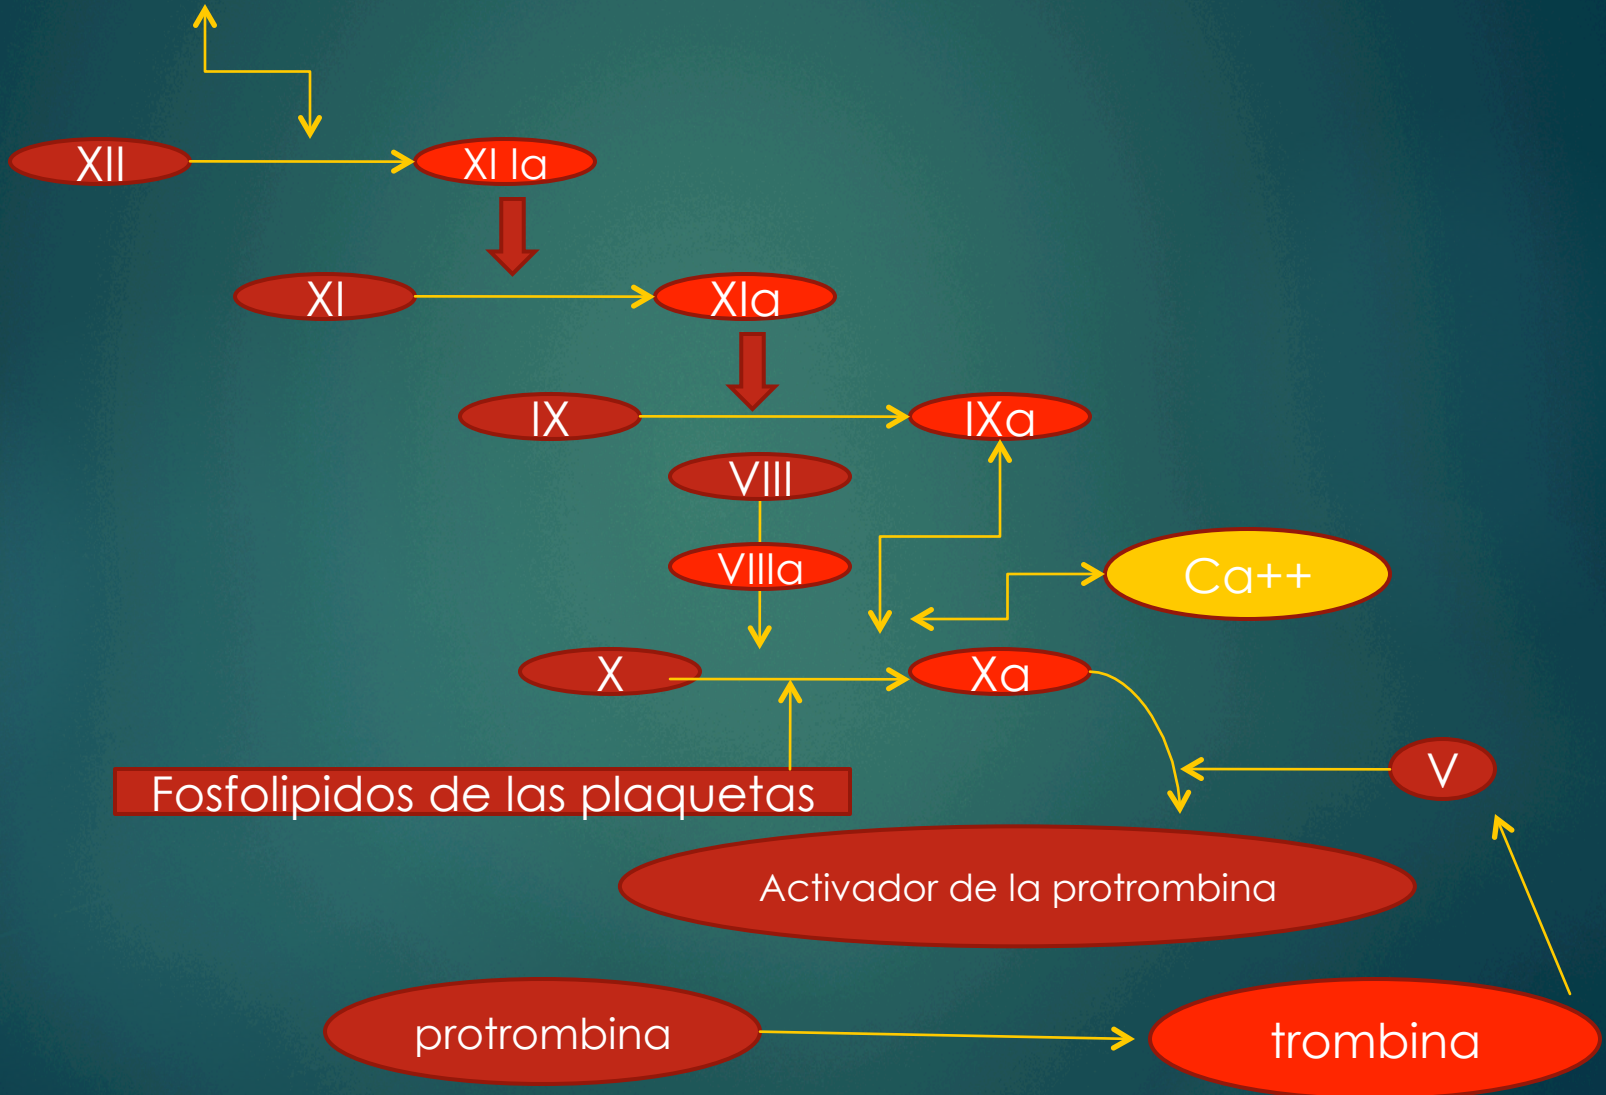 XII
XI Ia
XI
XIa
IX
IXa
VIII
VIIIa
Ca++
X
Xa
V
Fosfolipidos de las plaquetas
Activador de la protrombina
protrombina
trombina